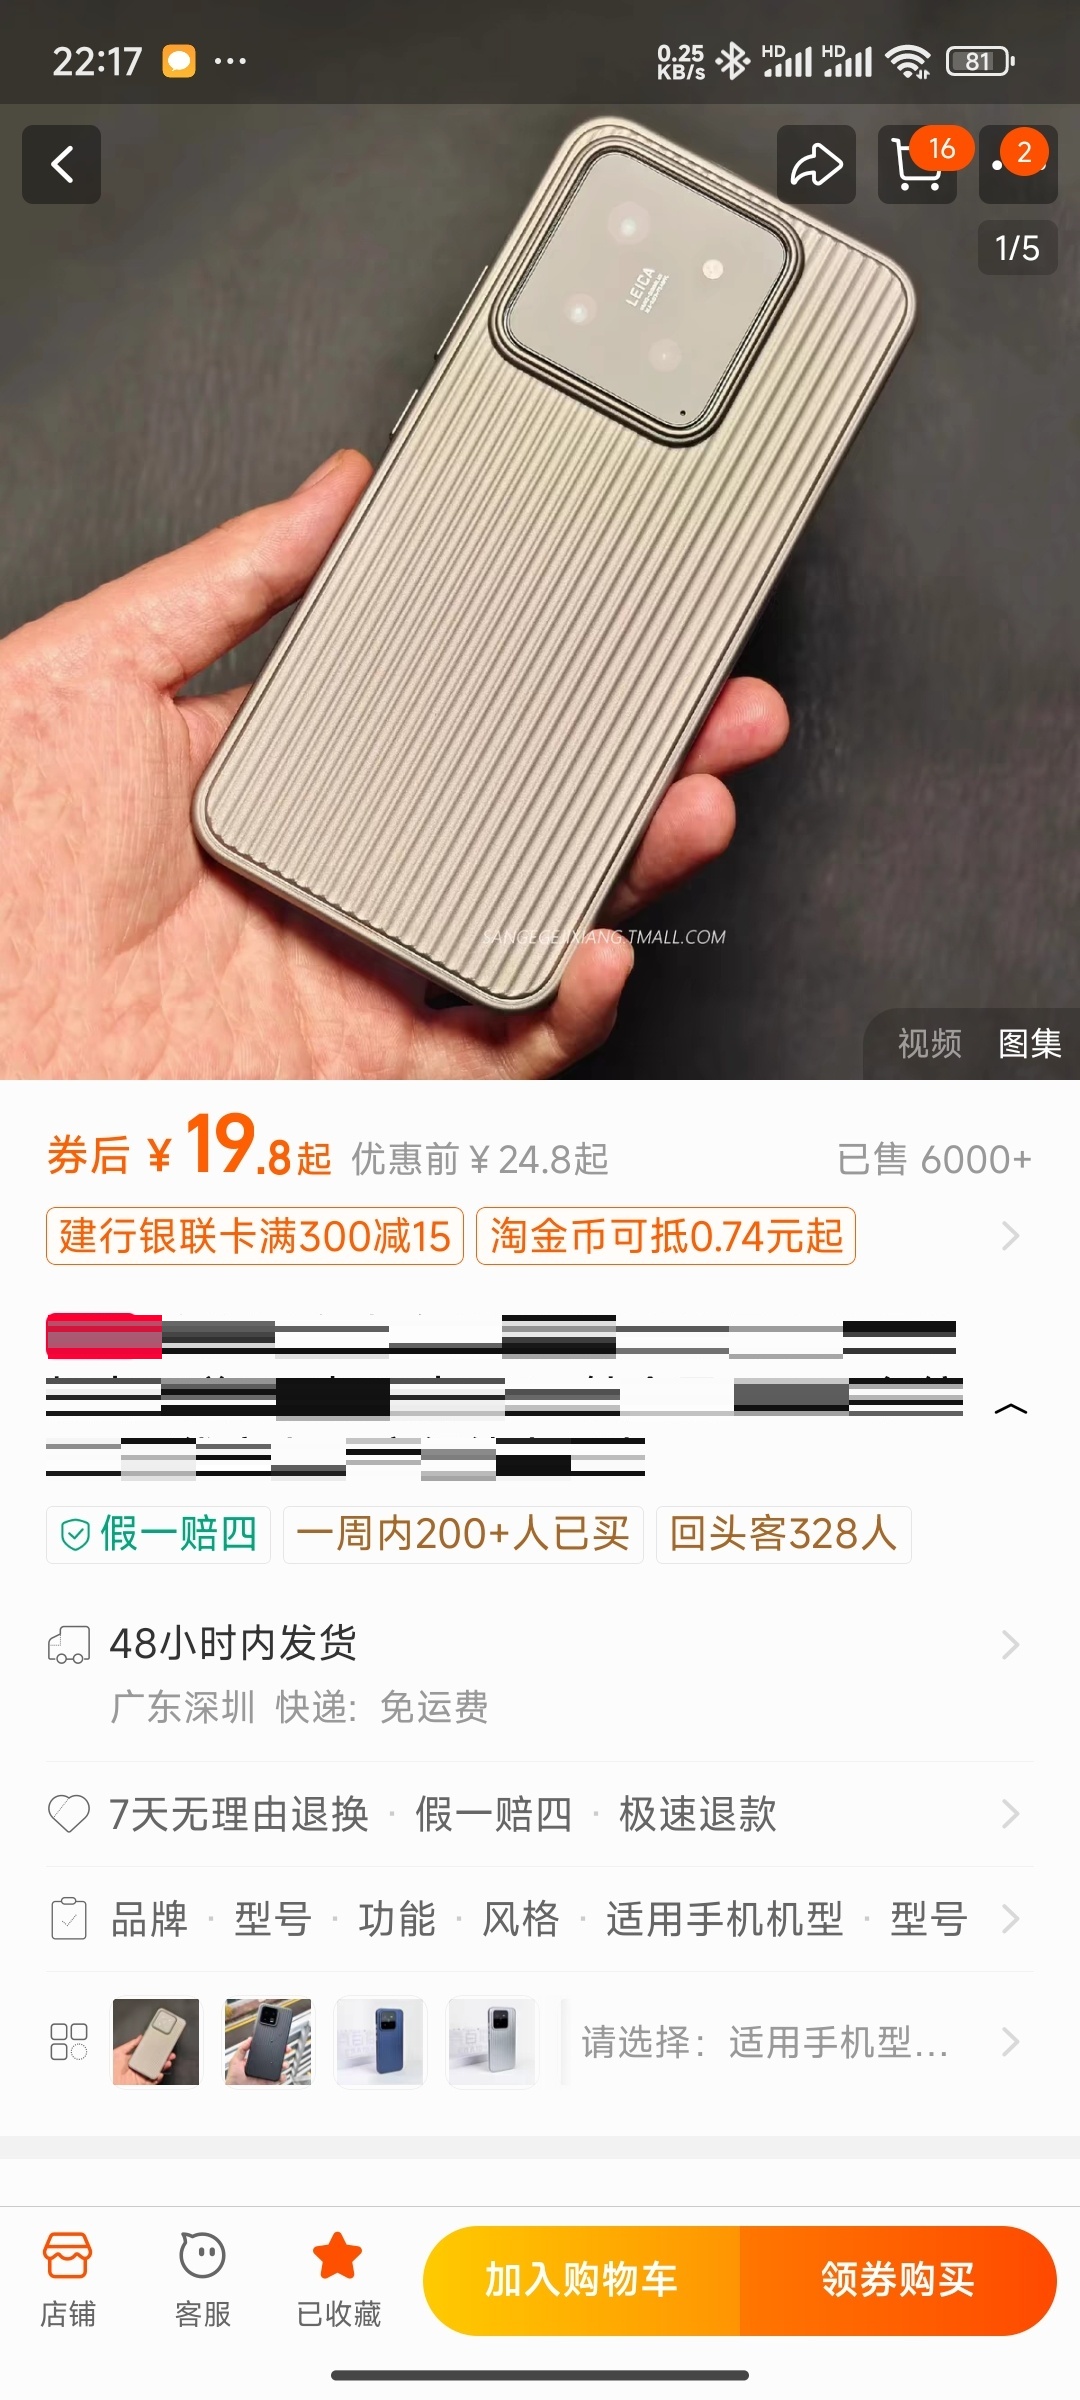 22:17 ··· 0.25 KB/s HD HD 81
16 2
1/5
LEICA
SANGEGEJIXIANG.TMALL.COM
视频 图集
券后 ¥19.8起 优惠前¥24.8起 已售 6000+
建行银联卡满300减15 淘金币可抵0.74元起
假一赔四 一周内200+人已买 回头客328人
48小时内发货
广东深圳 快递: 免运费
7天无理由退换 · 假一赔四 · 极速退款
品牌 · 型号 · 功能 · 风格 · 适用手机机型 · 型号
请选择: 适用手机型...
店铺 客服 已收藏 加入购物车 领券购买